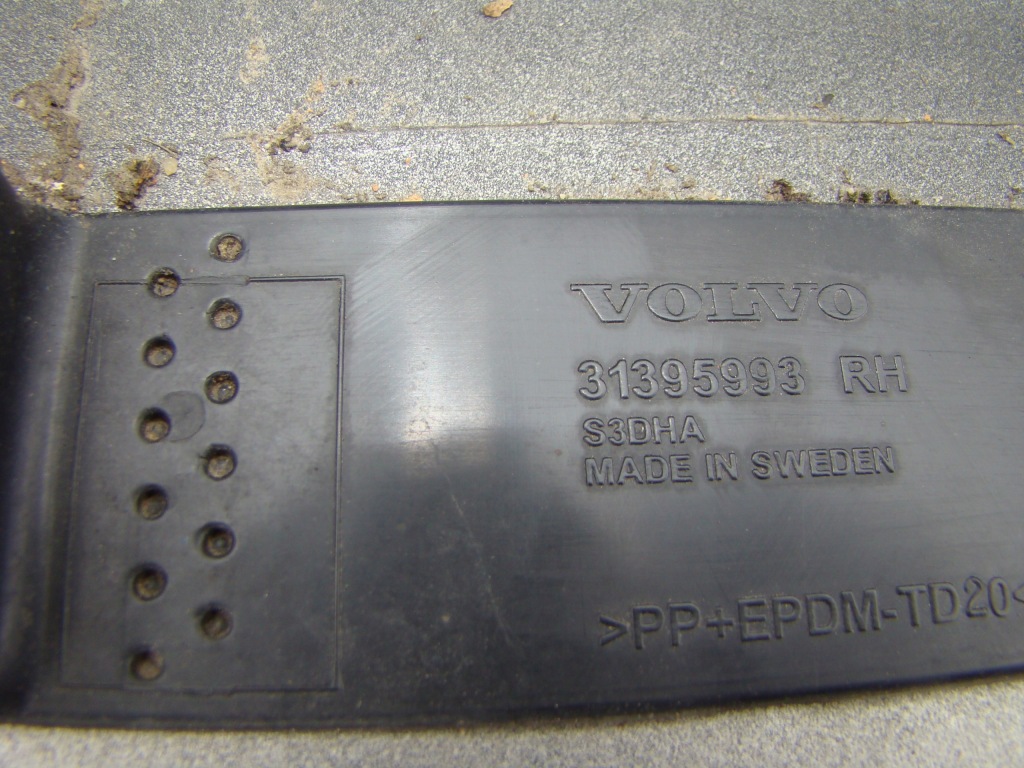 VOLVO
31395993 RH
S3DHA
MADE IN SWEDEN
>PP+EPDM-TD20<